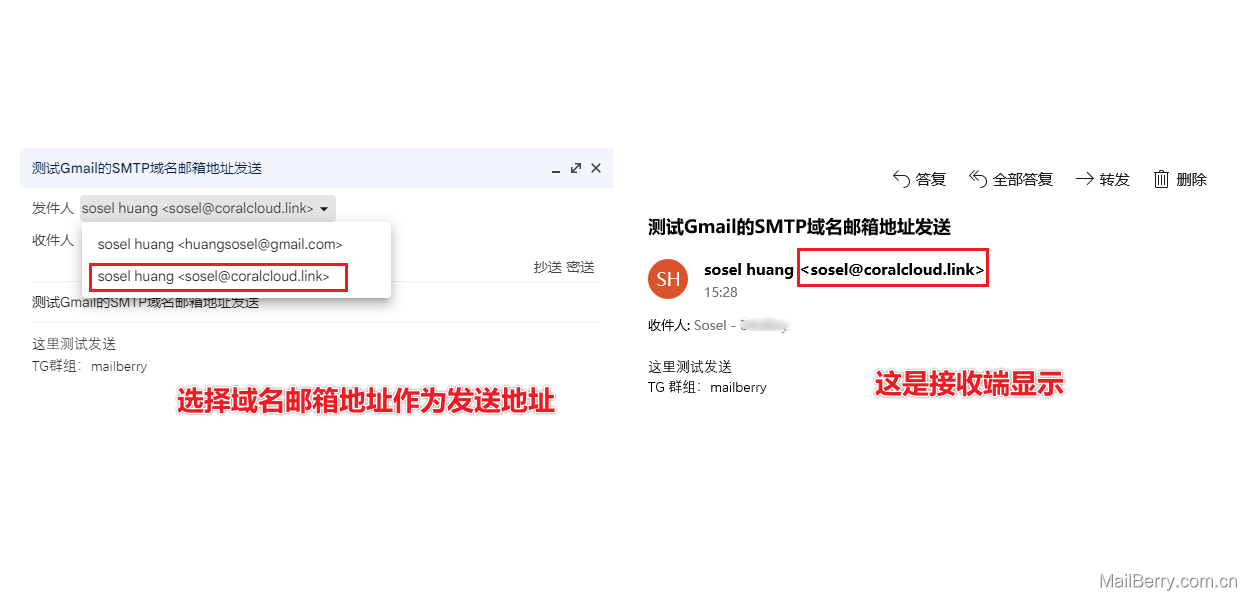 测试Gmail的SMTP域名邮箱地址发送
发件人 sosel huang <sosel@coralcloud.link>
收件人
sosel huang <huangsosel@gmail.com>
sosel huang <sosel@coralcloud.link>
抄送 密送
测试Gmail的SMTP域名邮箱地址发送
这里测试发送
TG群组：mailberry
选择域名邮箱地址作为发送地址
答复 全部答复 转发 删除
测试Gmail的SMTP域名邮箱地址发送
SH
sosel huang <sosel@coralcloud.link>
15:28
收件人: Sosel -
这里测试发送
TG 群组：mailberry
这是接收端显示
MailBerry.com.cn